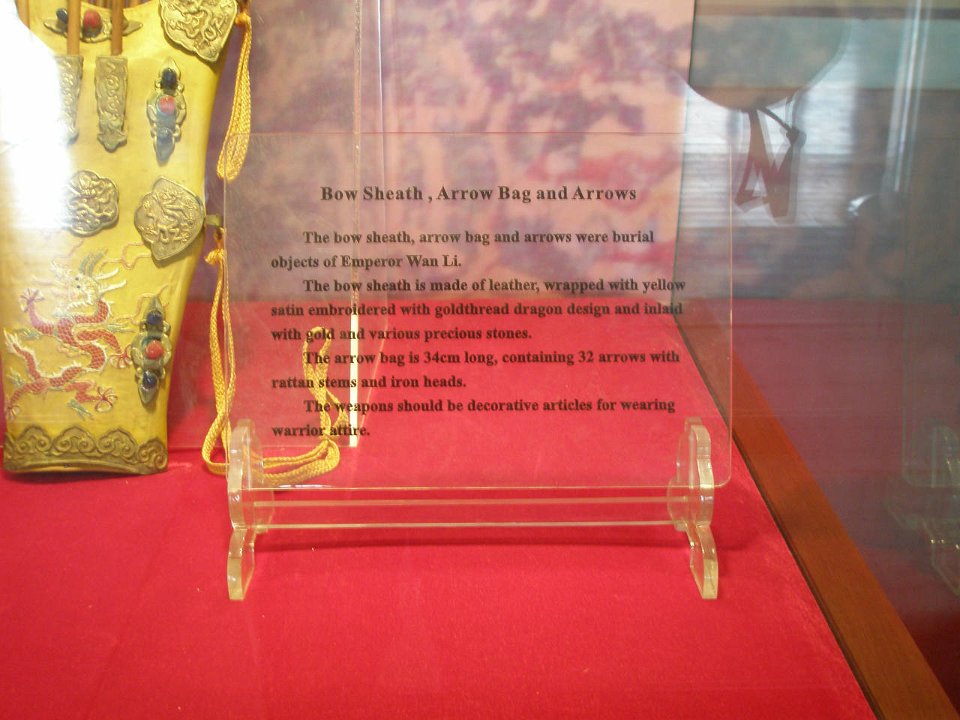 Bow Sheath , Arrow Bag and Arrows
The bow sheath, arrow bag and arrows were burial
objects of Emperor Wan Li.
The bow sheath is made of leather, wrapped with yellow
satin embroidered with goldthread dragon design and inlaid
with gold and various precious stones.
The arrow bag is 34cm long, containing 32 arrows with
rattan stems and iron heads.
The weapons should be decorative articles for wearing
warrior attire.